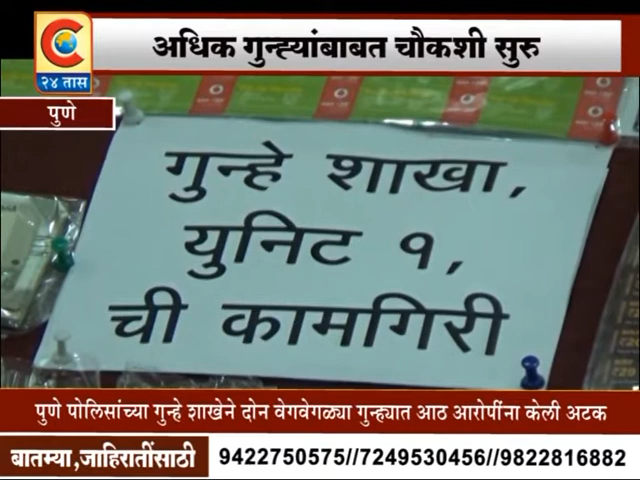 C
२४ तास
अधिक गुन्ह्यांबाबत चौकशी सुरु
पुणे
गुन्हे शाखा,
युनिट १,
ची कामगिरी
पुणे पोलिसांच्या गुन्हे शाखेने दोन वेगवेगळ्या गुन्ह्यात आठ आरोपींना केली अटक
बातम्या,जाहिरातींसाठी 9422750575//7249530456//9822816882